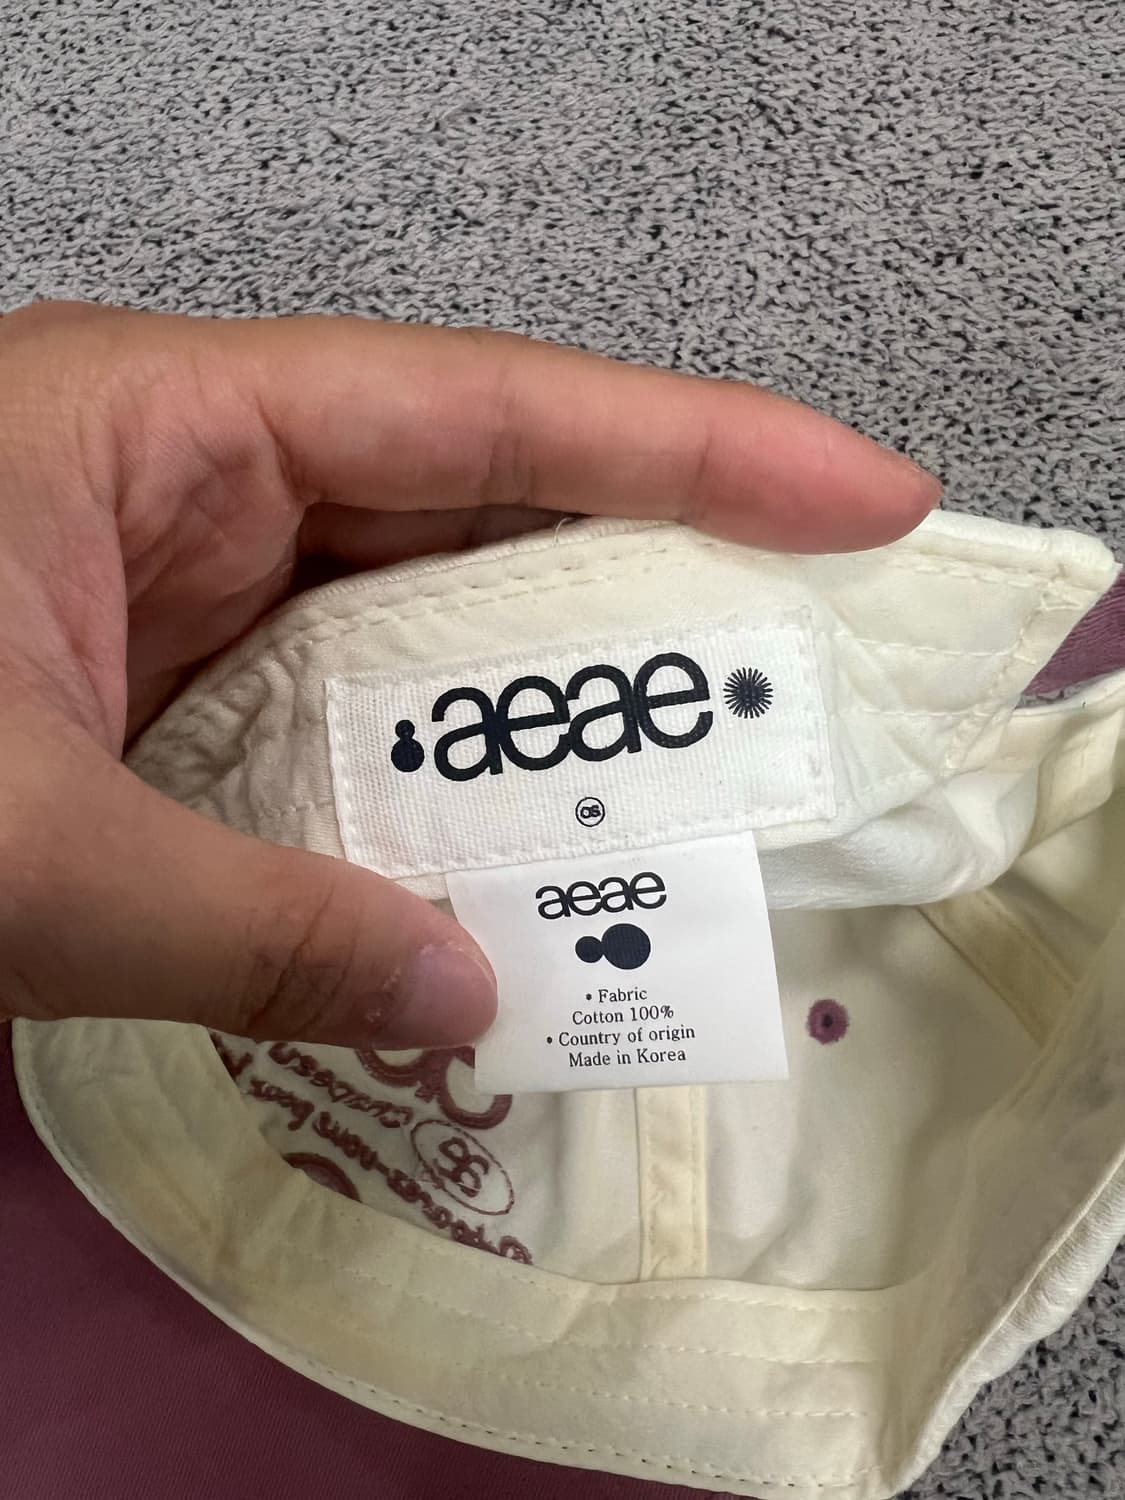 aeae
OS
aeae
• Fabric
Cotton 100%
• Country of origin
Made in Korea